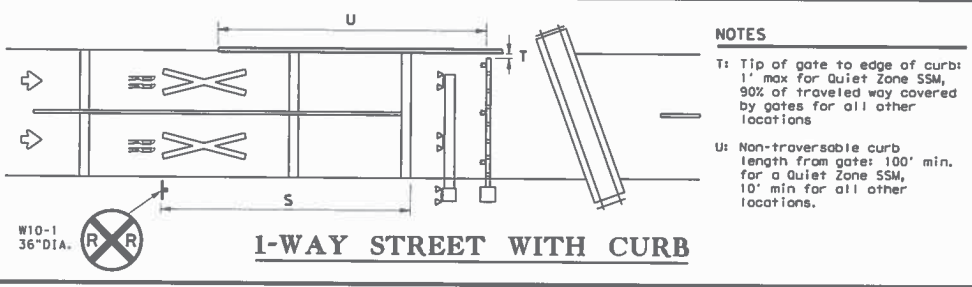 U
T
NOTES
T: Tip of gate to edge of curb:
1' max for Quiet Zone SSM,
90% of traveled way covered
by gates for all other
locations
U: Non-traversable curb
length from gate: 100' min.
for a Quiet Zone SSM,
10' min for all other
locations.
S
W10-1
36"DIA.
R R
1-WAY STREET WITH CURB